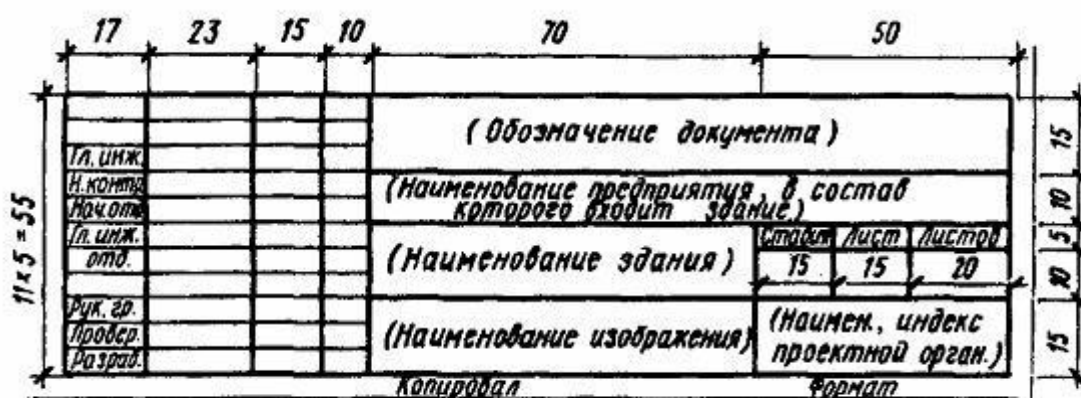 17 23 15 10 70 50
(Обозначение документа)
15
Гл. инж.
Н. контр.
(Наименование предприятия, в состав
которого входит здание)
10
Нач. отд.
11×5=55
Гл. инж.
отд.
(Наименование здания)
Стадия Лист Листов
5
15 15 20
10
Рук. гр.
Провер.
Разраб.
(Наименование изображения)
(Наимен., индекс
проектной орган.)
15
Копировал Формат